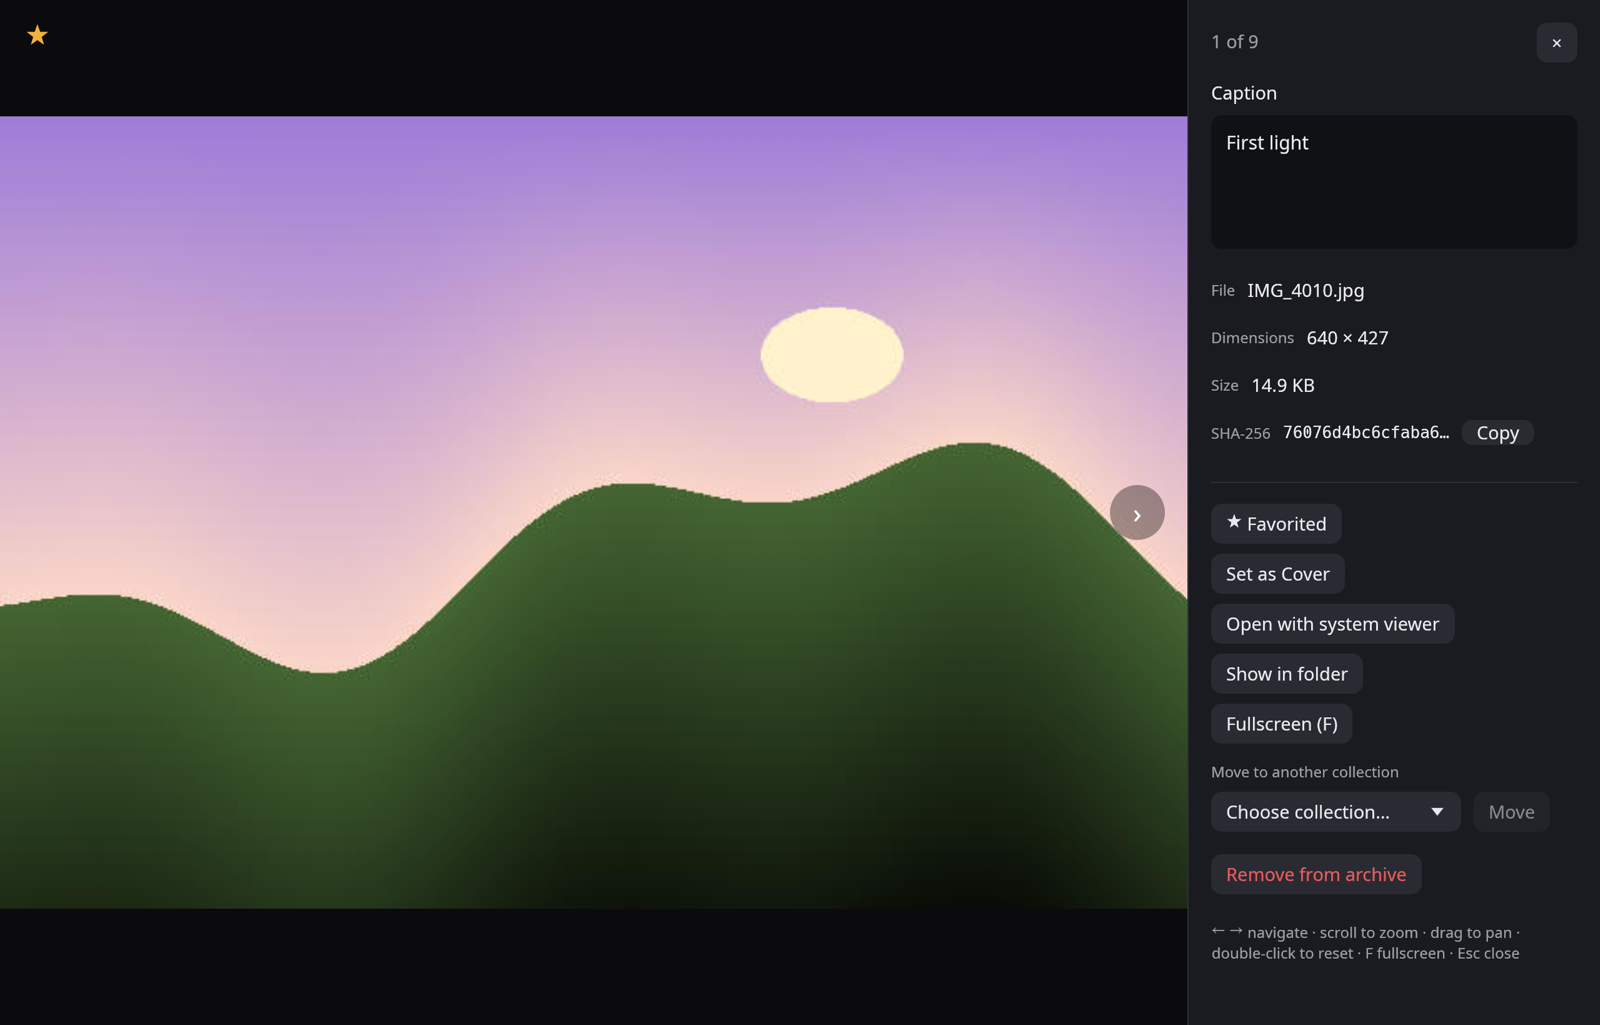 ★
1 of 9
×
Caption
First light
File IMG_4010.jpg
Dimensions 640 × 427
Size 14.9 KB
SHA-256 76076d4bc6cfaba6… Copy
›
★ Favorited
Set as Cover
Open with system viewer
Show in folder
Fullscreen (F)
Move to another collection
Choose collection… Move
Remove from archive
← → navigate · scroll to zoom · drag to pan ·
double-click to reset · F fullscreen · Esc close